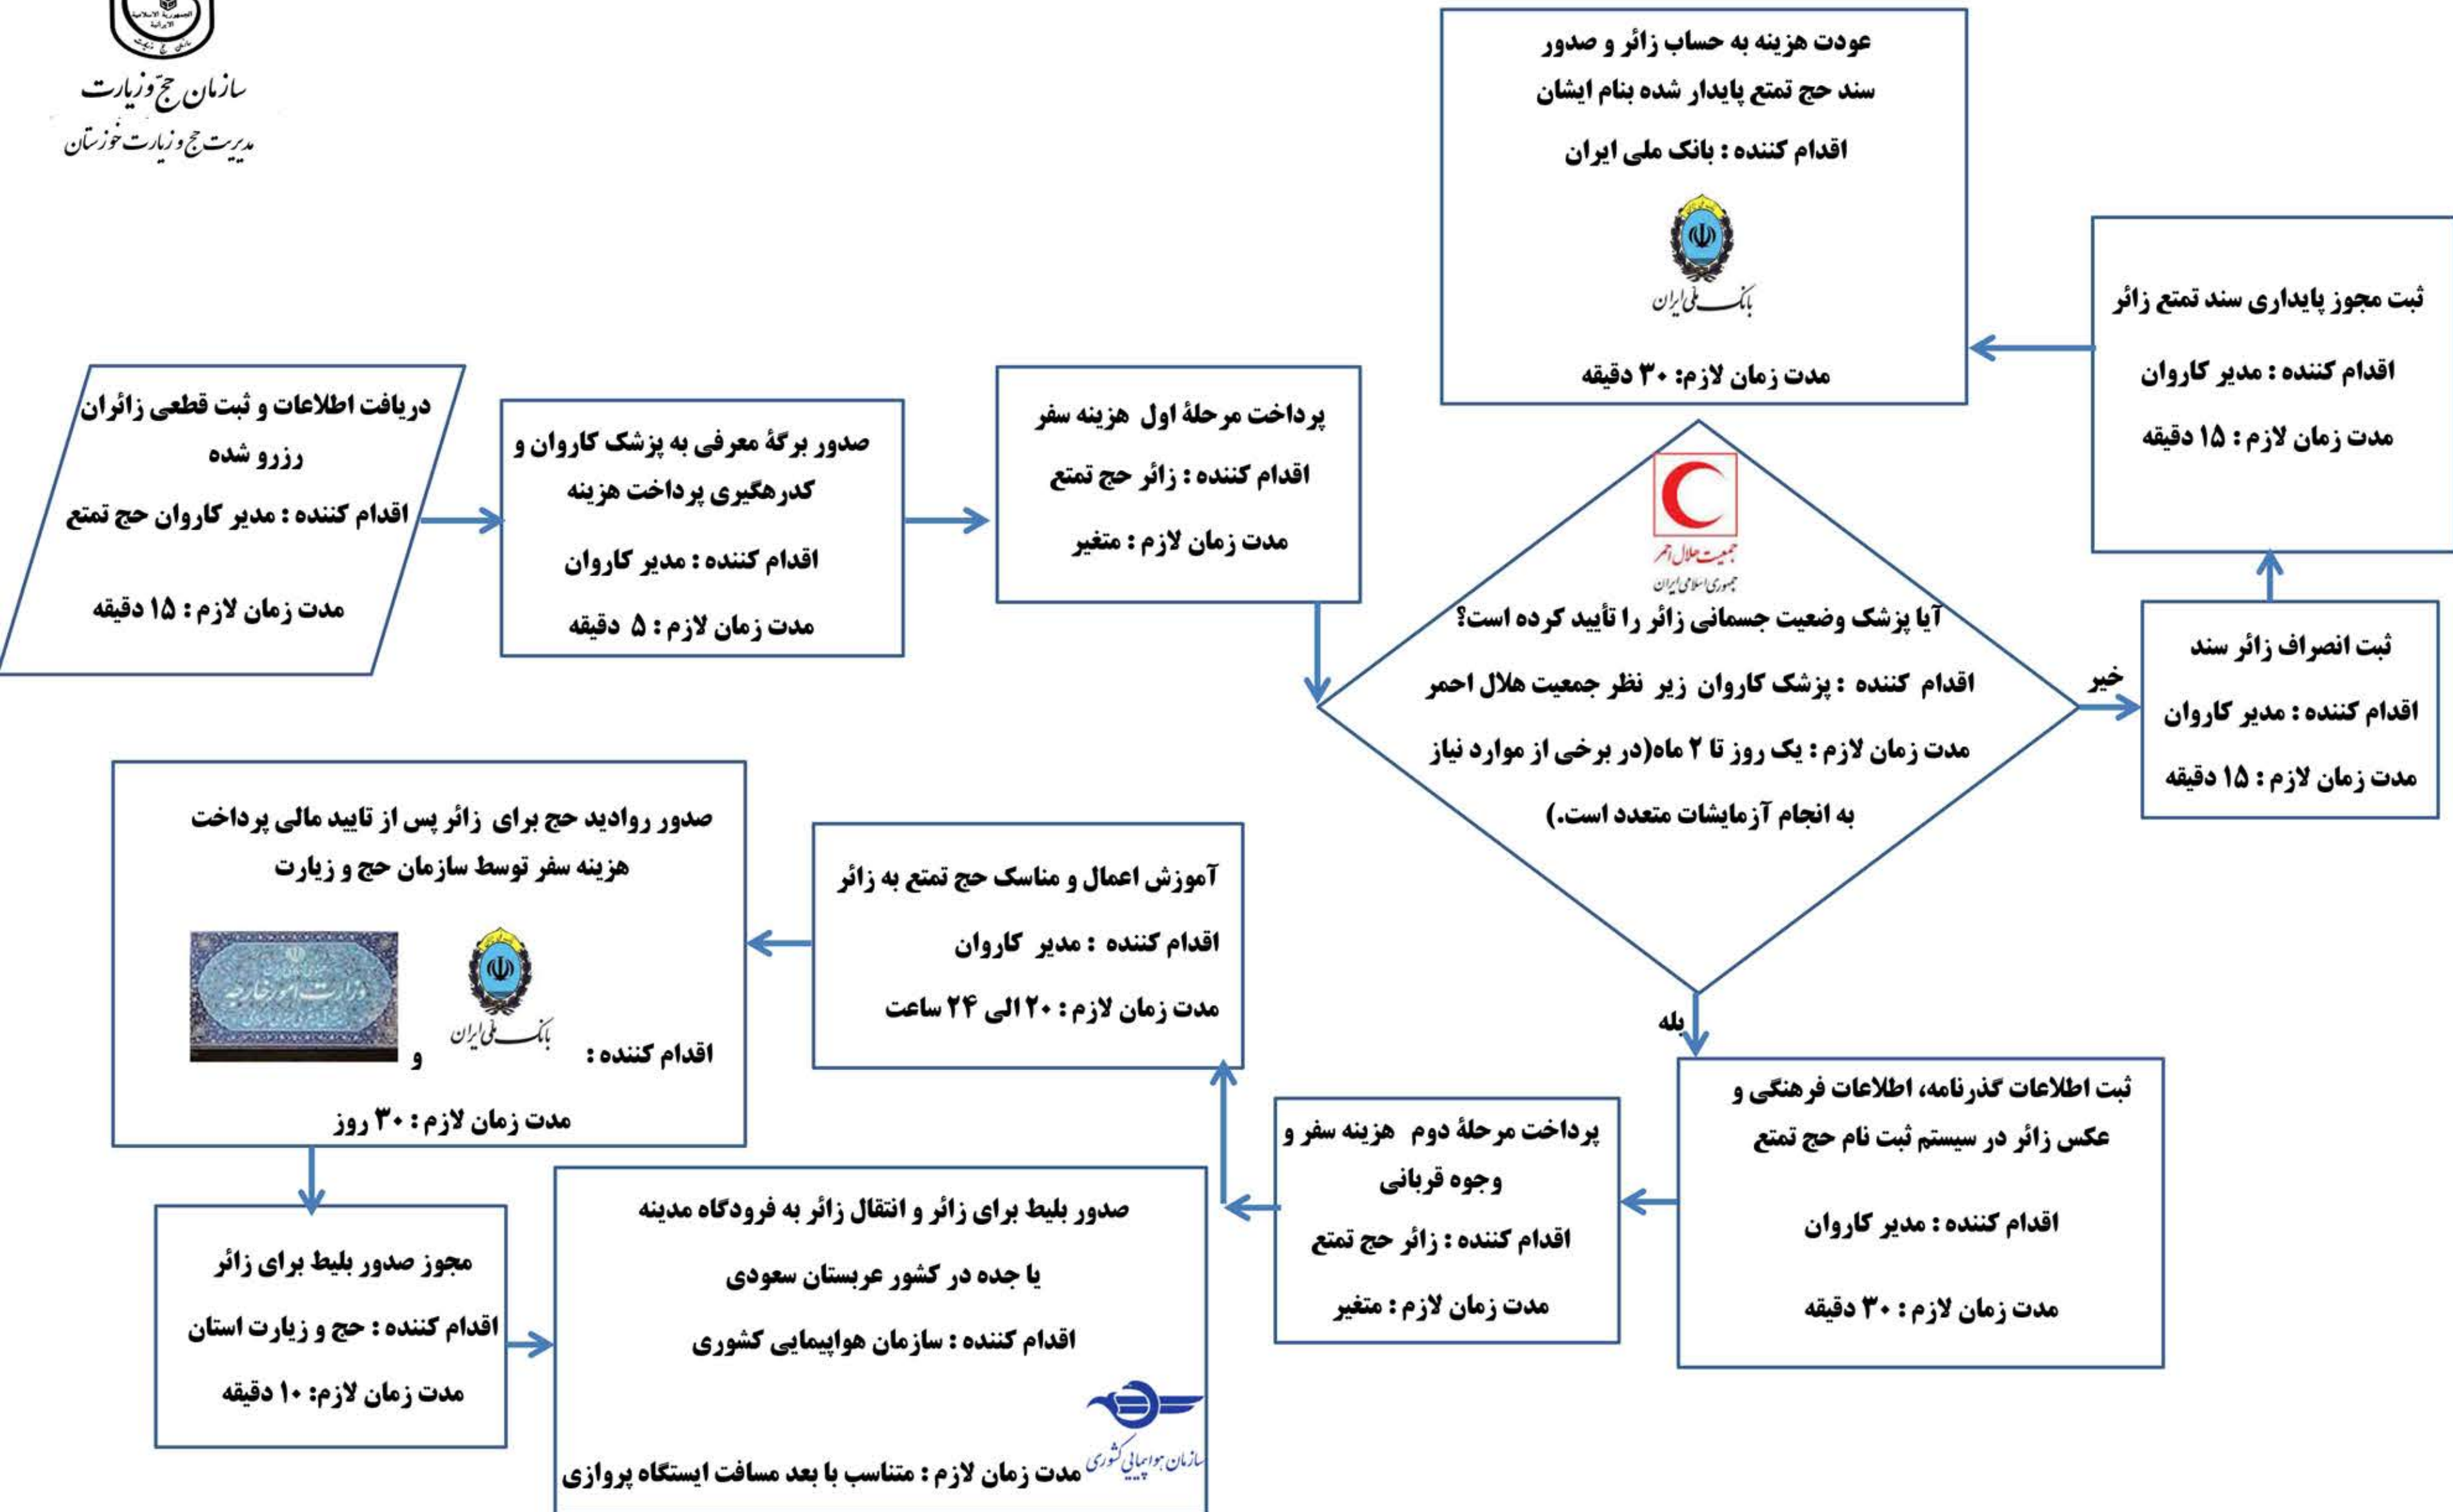 الجمهورية الاسلامية
الايرانية
سازمان حج و زیارت
سازمان حجّ و زیارت
مدیریت حج و زیارت خوزستان
دریافت اطلاعات و ثبت قطعی زائران
رزرو شده
اقدام کننده : مدیر کاروان حج تمتع
مدت زمان لازم : ۱۵ دقیقه
صدور برگۀ معرفی به پزشک کاروان و
کدرهگیری پرداخت هزینه
اقدام کننده : مدیر کاروان
مدت زمان لازم : ۵ دقیقه
پرداخت مرحلۀ اول هزینه سفر
اقدام کننده : زائر حج تمتع
مدت زمان لازم : متغیر
جمعیت هلال احمر
جمهوری اسلامی ایران
آیا پزشک وضعیت جسمانی زائر را تأیید کرده است؟
اقدام کننده : پزشک کاروان زیر نظر جمعیت هلال احمر
مدت زمان لازم : یک روز تا ۲ ماه(در برخی از موارد نیاز
به انجام آزمایشات متعدد است.)
خیر
ثبت انصراف زائر سند
اقدام کننده : مدیر کاروان
مدت زمان لازم : ۱۵ دقیقه
ثبت مجوز پایداری سند تمتع زائر
اقدام کننده : مدیر کاروان
مدت زمان لازم : ۱۵ دقیقه
عودت هزینه به حساب زائر و صدور
سند حج تمتع پایدار شده بنام ایشان
اقدام کننده : بانک ملی ایران
بانک ملّی ایران
مدت زمان لازم: ۳۰ دقیقه
بله
ثبت اطلاعات گذرنامه، اطلاعات فرهنگی و
عکس زائر در سیستم ثبت نام حج تمتع
اقدام کننده : مدیر کاروان
مدت زمان لازم : ۳۰ دقیقه
پرداخت مرحلۀ دوم هزینه سفر و
وجوه قربانی
اقدام کننده : زائر حج تمتع
مدت زمان لازم : متغیر
آموزش اعمال و مناسک حج تمتع به زائر
اقدام کننده : مدیر کاروان
مدت زمان لازم : ۲۰ الی ۲۴ ساعت
صدور روادید حج برای زائر پس از تایید مالی پرداخت
هزینه سفر توسط سازمان حج و زیارت
اقدام کننده :
بانک ملّی ایران
و
وزارت امور خارجه
مدت زمان لازم : ۳۰ روز
مجوز صدور بلیط برای زائر
اقدام کننده : حج و زیارت استان
مدت زمان لازم: ۱۰ دقیقه
صدور بلیط برای زائر و انتقال زائر به فرودگاه مدینه
یا جده در کشور عربستان سعودی
اقدام کننده : سازمان هواپیمایی کشوری
سازمان هواپیمایی کشوری
مدت زمان لازم : متناسب با بعد مسافت ایستگاه پروازی